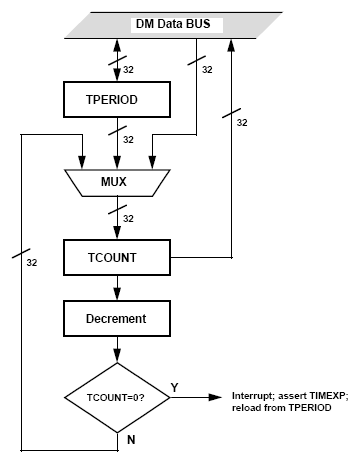 DM Data BUS
32
32
TPERIOD
32
32
MUX
32
32
TCOUNT
Decrement
TCOUNT=0?
Y
Interrupt; assert TIMEXP;
reload from TPERIOD
N